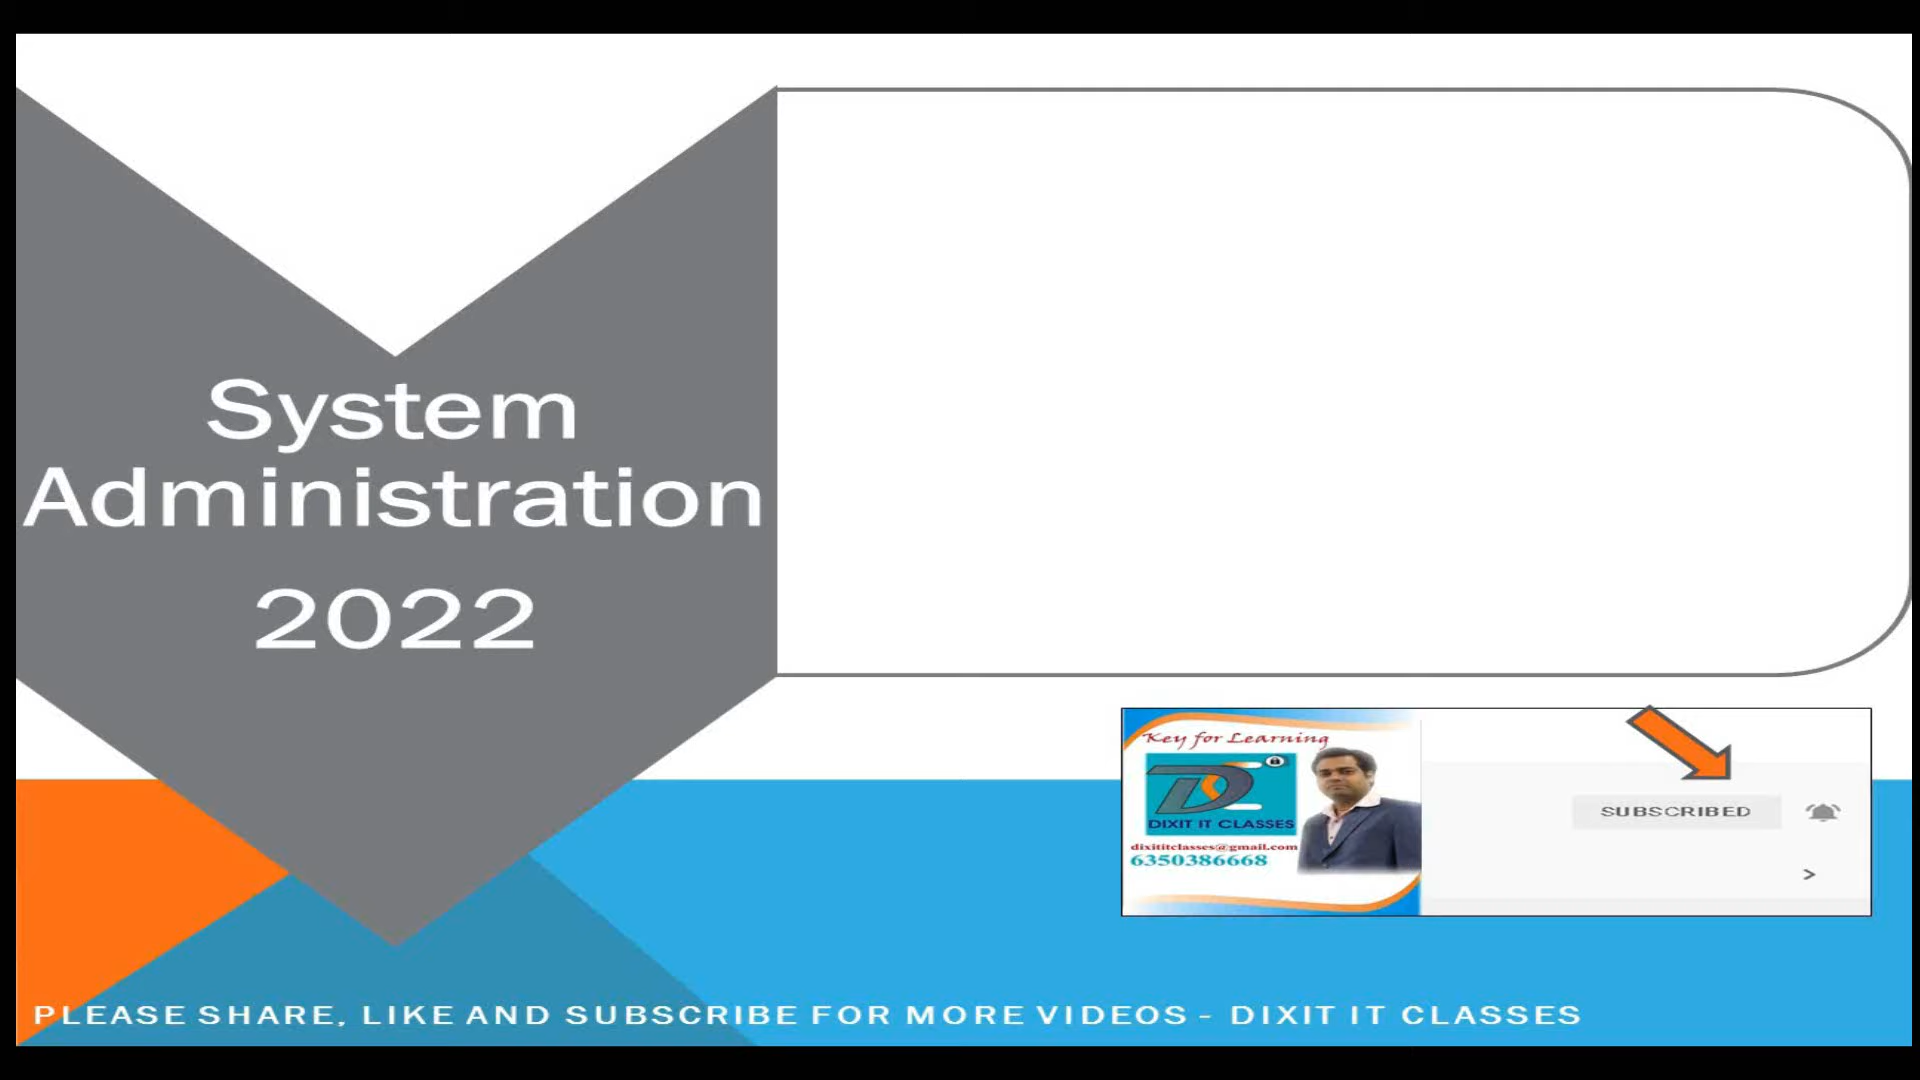 System
Administration
2022
Key for Learning
DIXIT IT CLASSES
dixititclasses@gmail.com
6350386668
SUBSCRIBED
>
PLEASE SHARE, LIKE AND SUBSCRIBE FOR MORE VIDEOS - DIXIT IT CLASSES